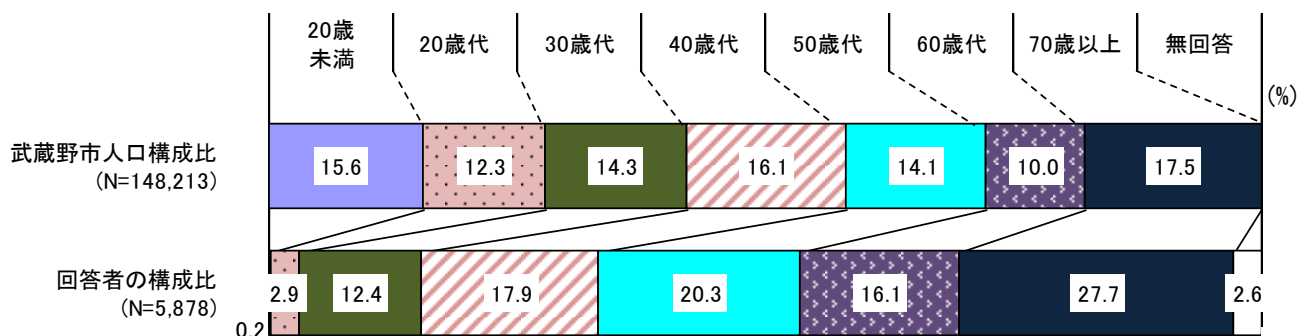 20歳
未満
20歳代
30歳代
40歳代
50歳代
60歳代
70歳以上
無回答
(%)
武蔵野市人口構成比
(N=148,213)
15.6
12.3
14.3
16.1
14.1
10.0
17.5
回答者の構成比
(N=5,878)
0.2
2.9
12.4
17.9
20.3
16.1
27.7
2.6